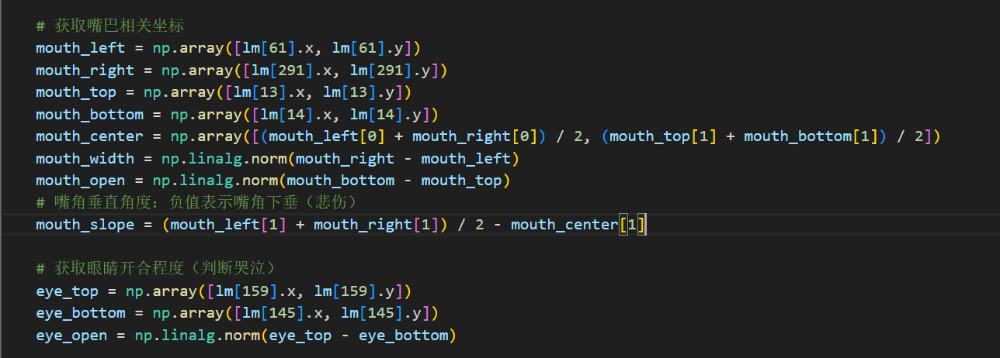 # 获取嘴巴相关坐标
mouth_left = np.array([lm[61].x, lm[61].y])
mouth_right = np.array([lm[291].x, lm[291].y])
mouth_top = np.array([lm[13].x, lm[13].y])
mouth_bottom = np.array([lm[14].x, lm[14].y])
mouth_center = np.array([(mouth_left[0] + mouth_right[0]) / 2, (mouth_top[1] + mouth_bottom[1]) / 2])
mouth_width = np.linalg.norm(mouth_right - mouth_left)
mouth_open = np.linalg.norm(mouth_bottom - mouth_top)
# 嘴角垂直角度：负值表示嘴角下垂（悲伤）
mouth_slope = (mouth_left[1] + mouth_right[1]) / 2 - mouth_center[1]
# 获取眼睛开合程度（判断哭泣）
eye_top = np.array([lm[159].x, lm[159].y])
eye_bottom = np.array([lm[145].x, lm[145].y])
eye_open = np.linalg.norm(eye_top - eye_bottom)